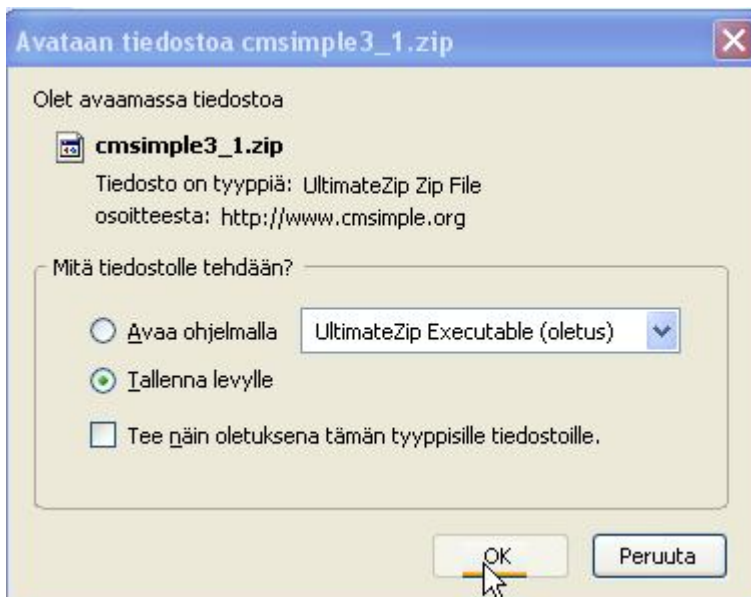 Avataan tiedostoa cmsimple3_1.zip
Olet avaamassa tiedostoa
cmsimple3_1.zip
Tiedosto on tyyppiä: UltimateZip Zip File
osoitteesta: http://www.cmsimple.org
Mitä tiedostolle tehdään?
Avaa ohjelmalla UltimateZip Executable (oletus)
Tallenna levylle
Tee näin oletuksena tämän tyyppisille tiedostoille.
OK Peruuta